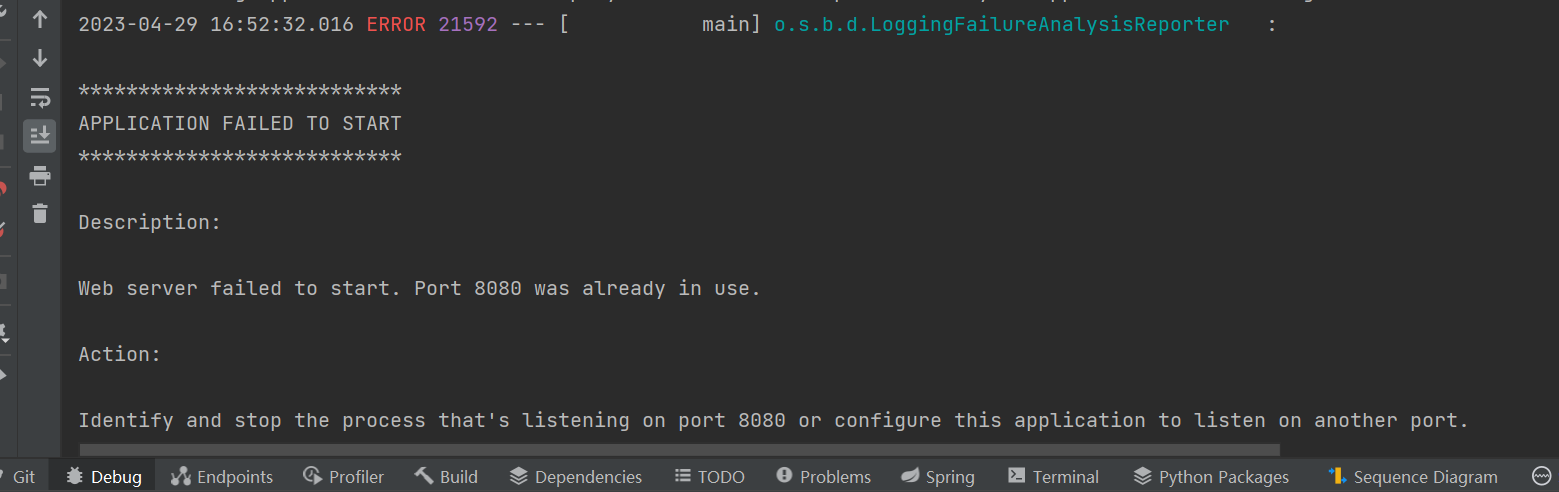 2023-04-29 16:52:32.016 ERROR 21592 --- [           main] o.s.b.d.LoggingFailureAnalysisReporter   :
***************************
APPLICATION FAILED TO START
***************************
Description:
Web server failed to start. Port 8080 was already in use.
Action:
Identify and stop the process that's listening on port 8080 or configure this application to listen on another port.
Git Debug Endpoints Profiler Build Dependencies TODO Problems Spring Terminal Python Packages Sequence Diagram